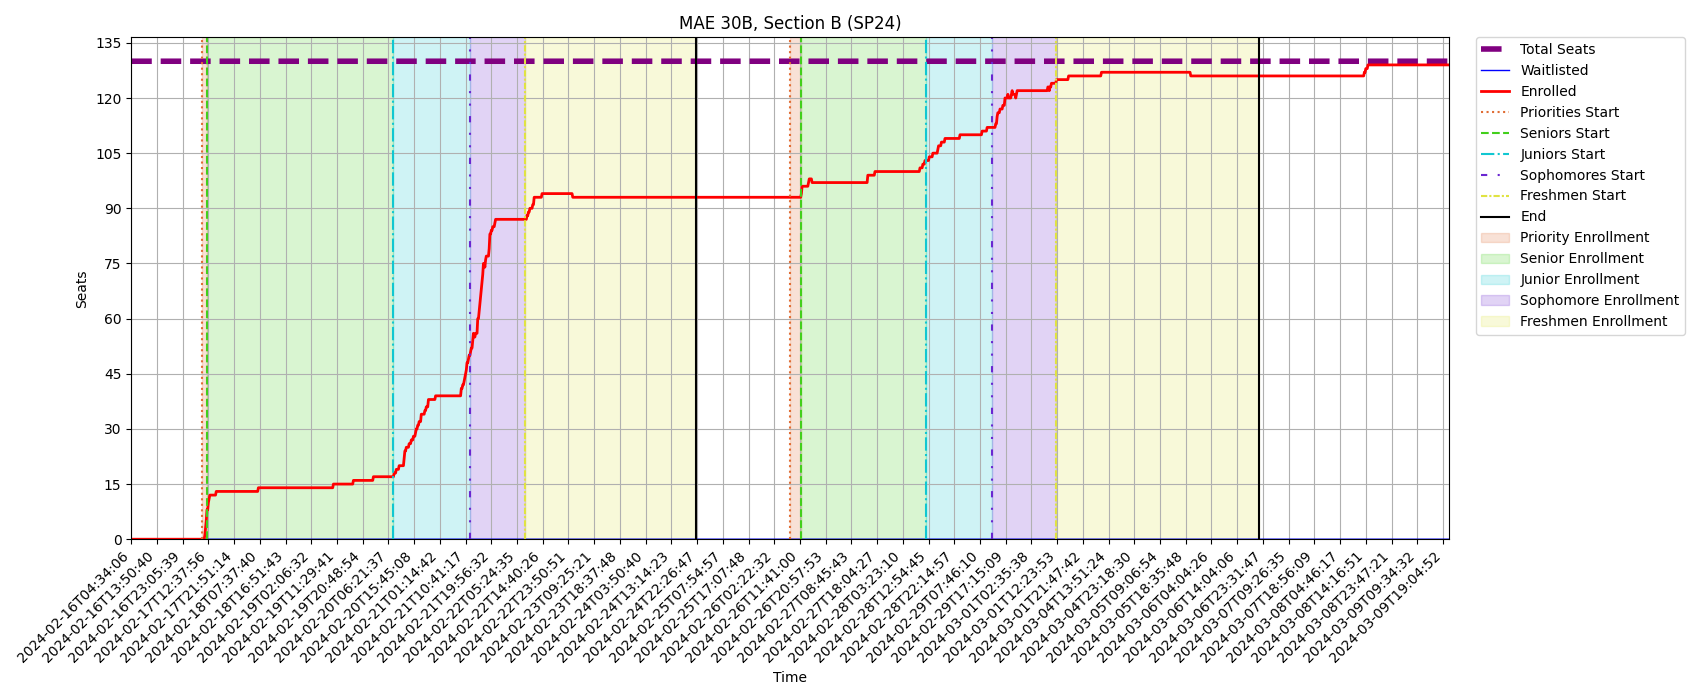 MAE 30B, Section B (SP24)
135
120
105
90
75
60
45
30
15
0
Seats
2024-02-16T04:34:06
2024-02-16T13:50:40
2024-02-16T23:05:39
2024-02-17T12:37:56
2024-02-17T21:51:14
2024-02-18T07:37:40
2024-02-18T16:51:43
2024-02-19T02:06:32
2024-02-19T11:29:41
2024-02-19T20:48:54
2024-02-20T06:21:37
2024-02-20T15:45:08
2024-02-21T01:14:42
2024-02-21T10:41:17
2024-02-21T19:56:32
2024-02-22T05:24:35
2024-02-22T14:40:26
2024-02-22T23:50:51
2024-02-23T09:25:21
2024-02-23T18:37:48
2024-02-24T03:50:40
2024-02-24T13:14:23
2024-02-24T22:26:47
2024-02-25T07:54:57
2024-02-25T17:07:48
2024-02-26T02:22:32
2024-02-26T11:41:00
2024-02-26T20:57:53
2024-02-27T08:45:43
2024-02-27T18:04:27
2024-02-28T03:23:10
2024-02-28T12:54:45
2024-02-28T22:14:57
2024-02-29T07:46:10
2024-02-29T17:15:09
2024-03-01T02:35:38
2024-03-01T12:23:53
2024-03-01T21:47:42
2024-03-04T13:51:24
2024-03-04T23:18:30
2024-03-05T09:06:54
2024-03-05T18:35:48
2024-03-06T04:04:26
2024-03-06T14:04:06
2024-03-06T23:31:47
2024-03-07T09:26:35
2024-03-07T18:56:09
2024-03-08T04:46:17
2024-03-08T14:16:51
2024-03-08T23:47:21
2024-03-09T09:34:32
2024-03-09T19:04:52
Time
Total Seats
Waitlisted
Enrolled
Priorities Start
Seniors Start
Juniors Start
Sophomores Start
Freshmen Start
End
Priority Enrollment
Senior Enrollment
Junior Enrollment
Sophomore Enrollment
Freshmen Enrollment